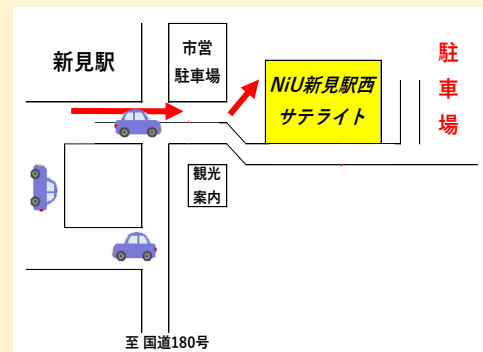 新見駅
市営
駐車場
NiU新見駅西
サテライト
駐
車
場
観光
案内
至 国道180号